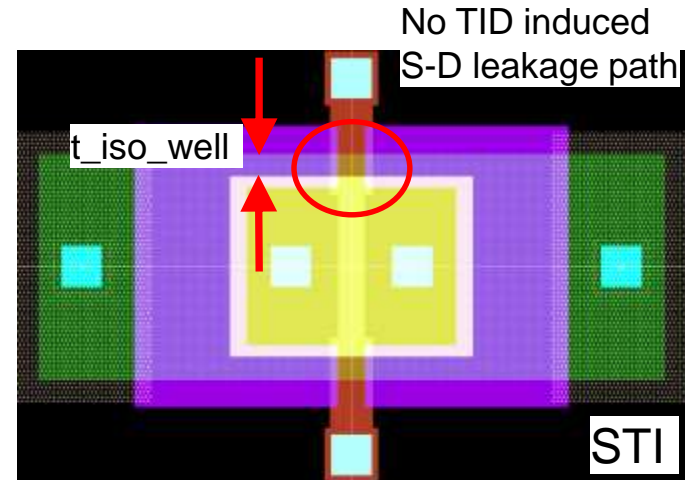 No TID induced
S-D leakage path
t_iso_well
STI